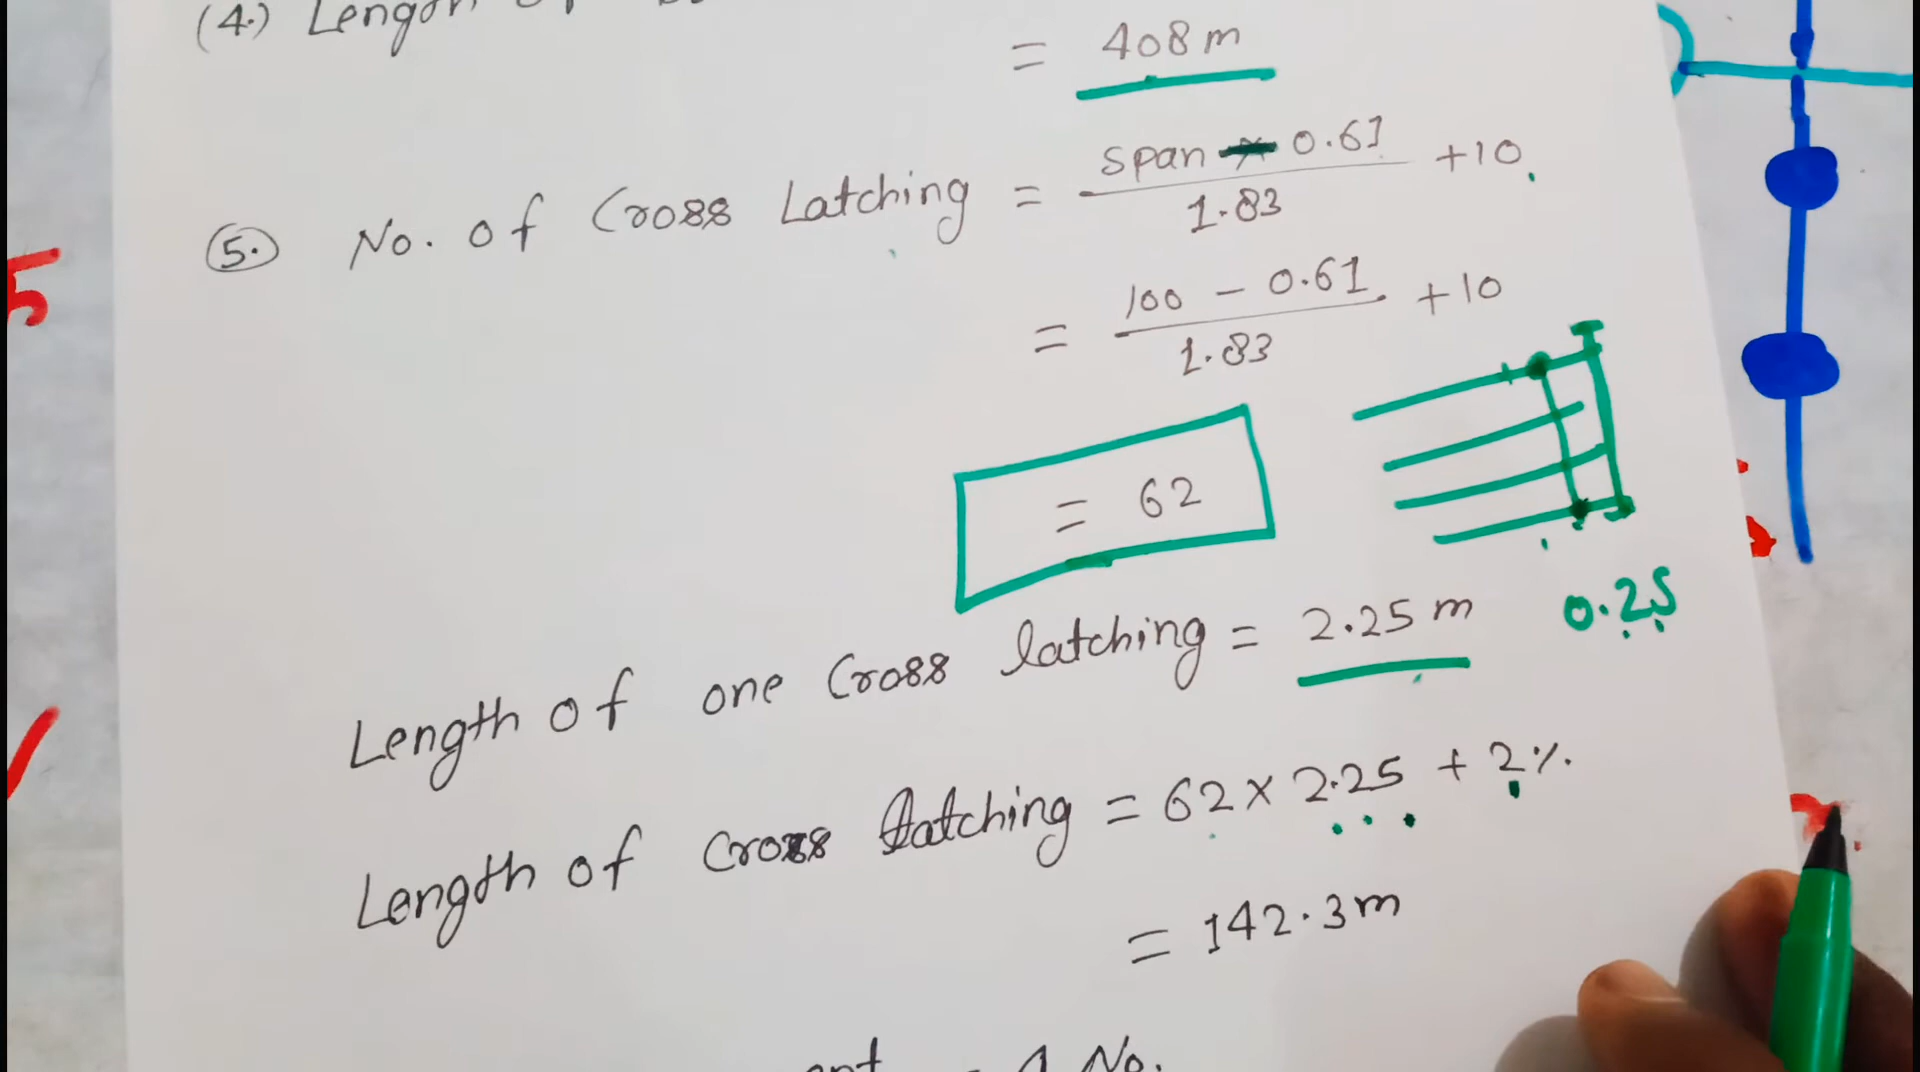 (4.) Length
= 408 m
5. No. of Cross Latching = span - 0.61 / 1.83 +10
= 100 - 0.61 / 1.83 +10
= 62
Length of one Cross latching = 2.25 m
0.25
Length of Cross latching = 62 x 2.25 + 2%.
= 142.3m
1 No.
5